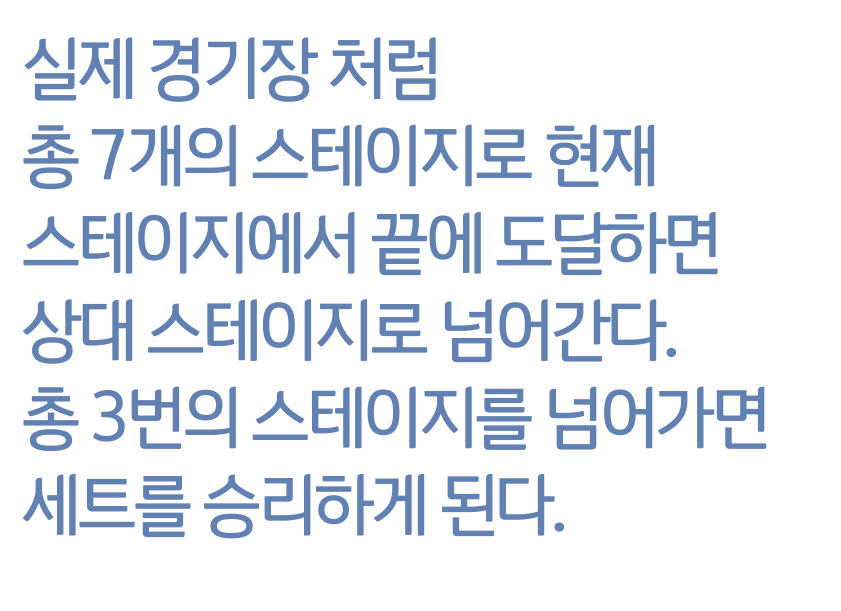 실제 경기장 처럼
총 7개의 스테이지로 현재
스테이지에서 끝에 도달하면
상대 스테이지로 넘어간다.
총 3번의 스테이지를 넘어가면
세트를 승리하게 된다.